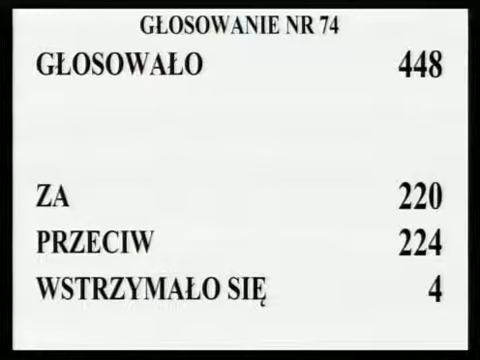 GŁOSOWANIE NR 74
GŁOSOWAŁO 448
ZA 220
PRZECIW 224
WSTRZYMAŁO SIĘ 4